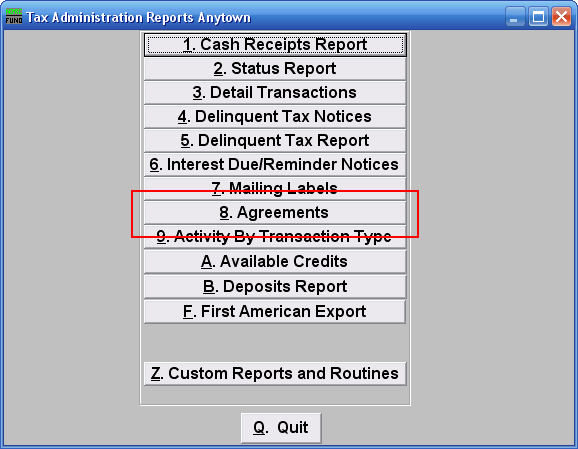 FUND Tax Administration Reports Anytown
1. Cash Receipts Report
2. Status Report
3. Detail Transactions
4. Delinquent Tax Notices
5. Delinquent Tax Report
6. Interest Due/Reminder Notices
7. Mailing Labels
8. Agreements
9. Activity By Transaction Type
A. Available Credits
B. Deposits Report
F. First American Export
Z. Custom Reports and Routines
Q. Quit